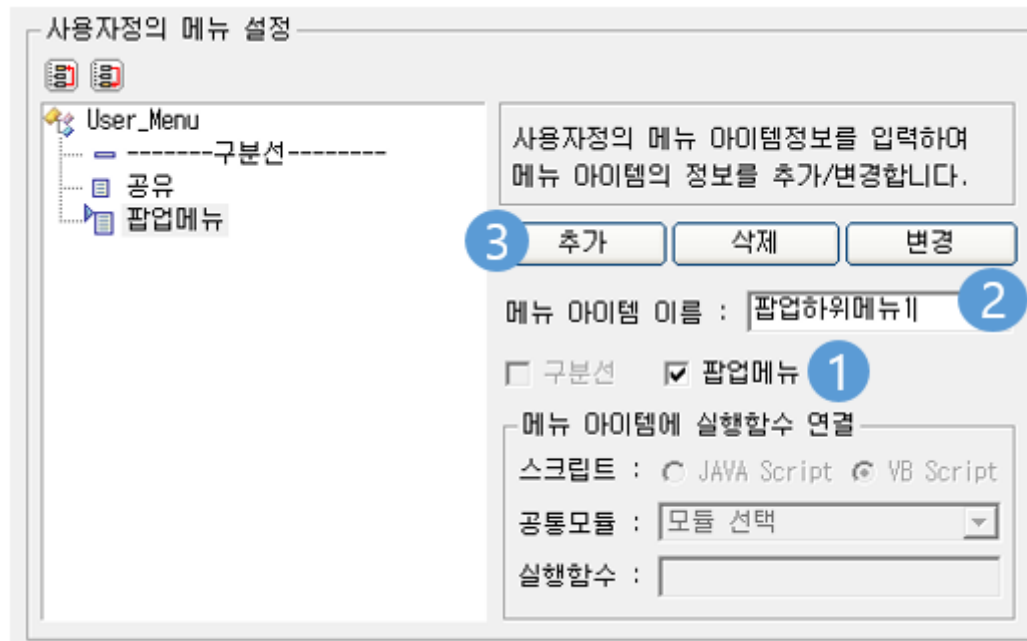 사용자정의 메뉴 설정
User_Menu
-------구분선--------
공유
팝업메뉴
사용자정의 메뉴 아이템정보를 입력하며
메뉴 아이템의 정보를 추가/변경합니다.
3 추가 삭제 변경
메뉴 아이템 이름 : 팝업하위메뉴1 2
구분선 팝업메뉴 1
메뉴 아이템에 실행함수 연결
스크립트 : JAVA Script VB Script
공통모듈 : 모듈 선택
실행함수 :